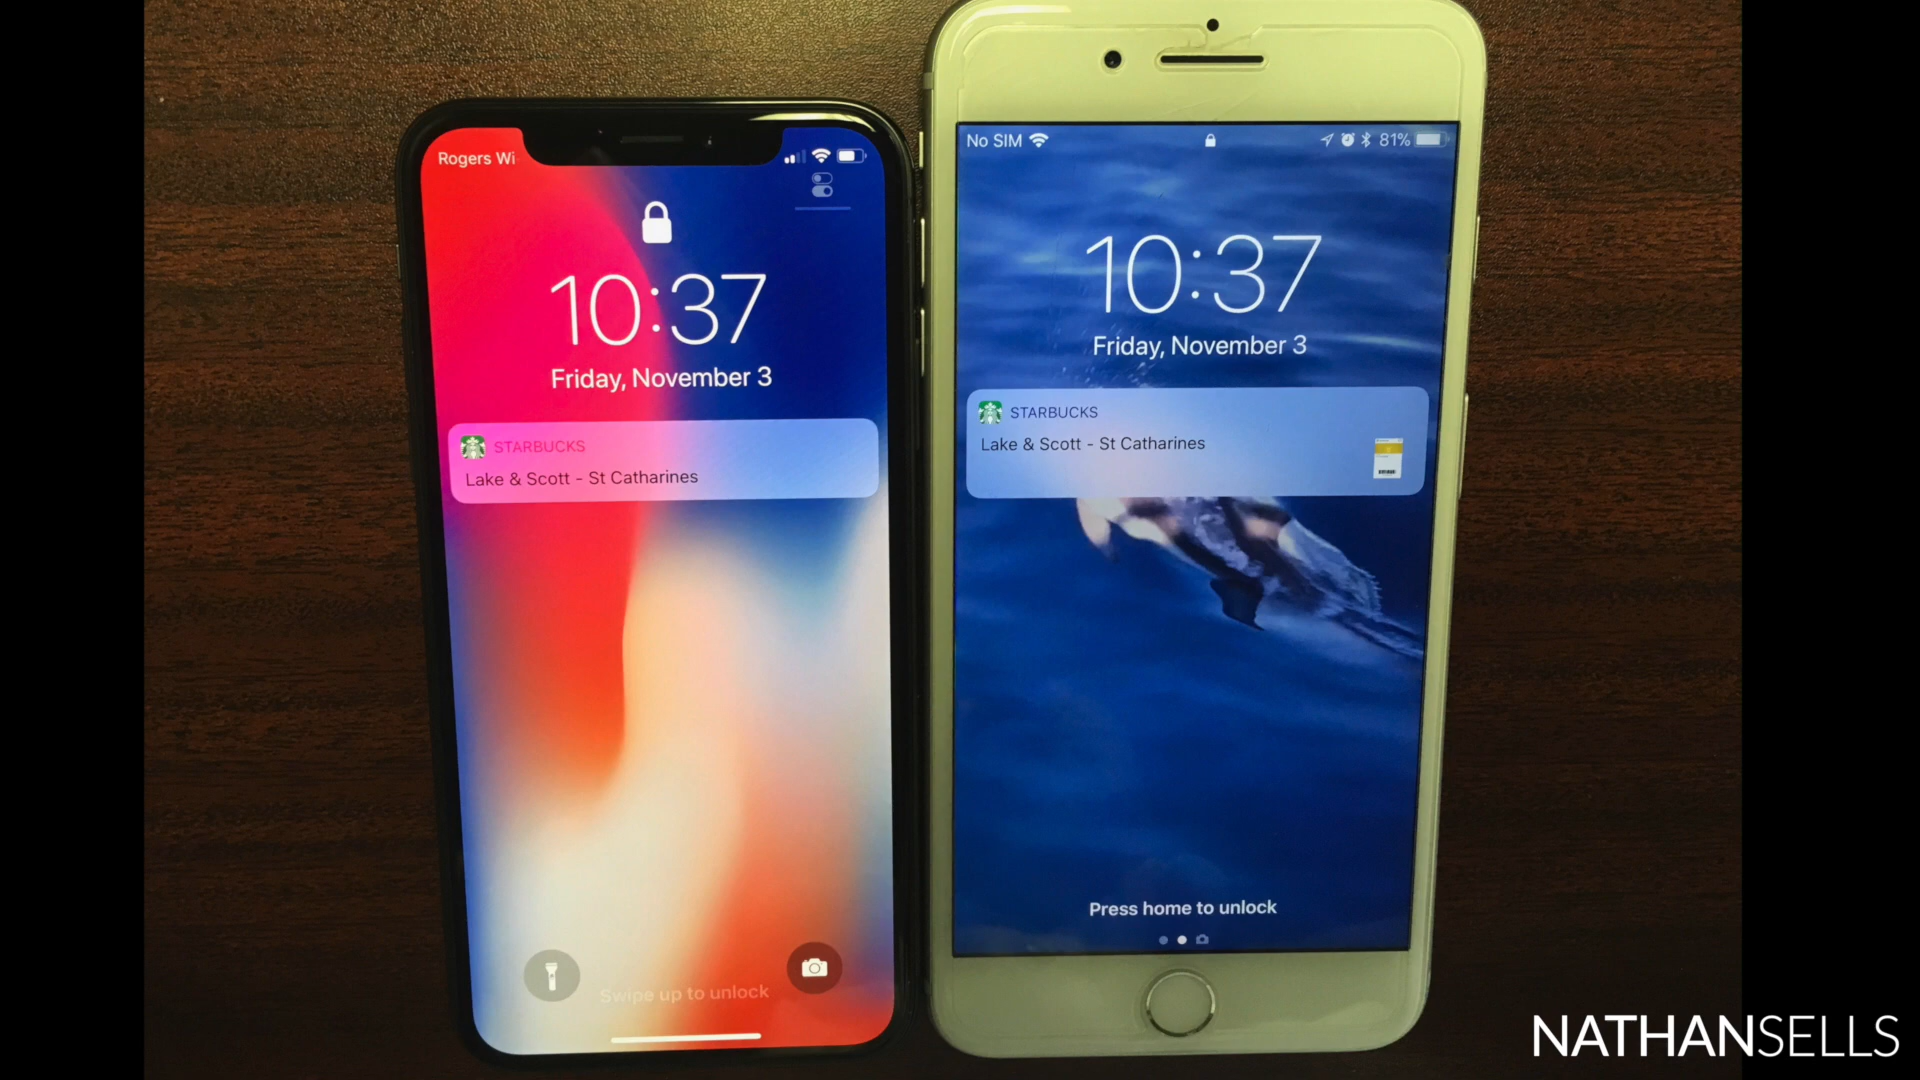 Rogers Wi
10:37
Friday, November 3
STARBUCKS
Lake & Scott - St Catharines
Swipe up to unlock
No SIM
81%
10:37
Friday, November 3
STARBUCKS
Lake & Scott - St Catharines
Press home to unlock
NATHANSELLS